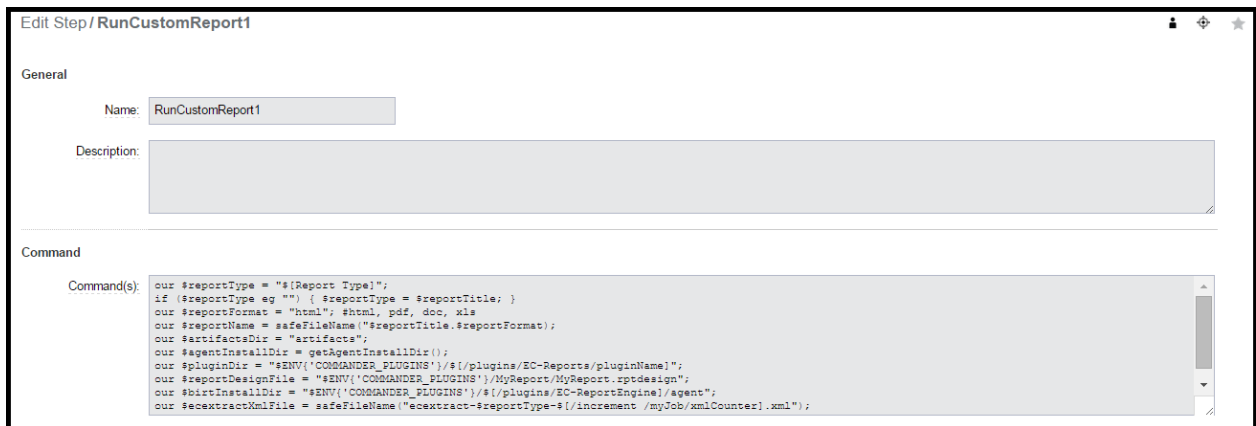 Edit Step / RunCustomReport1
General
Name: RunCustomReport1
Description:
Command
Command(s): our $reportType = "$[Report Type]";
if ($reportType eg "") { $reportType = $reportTitle; }
our $reportFormat = "html"; #html, pdf, doc, xls
our $reportName = safeFileName("$reportTitle.$reportFormat);
our $artifactsDir = "artifacts";
our $agentInstallDir = getAgentInstallDir();
our $pluginDir = "$ENV{'COMMANDER_PLUGINS'}/$[/plugins/EC-Reports/pluginName]";
our $reportDesignFile = "$ENV{'COMMANDER_PLUGINS'}/MyReport/MyReport.rptdesign";
our $birtInstallDir = "$ENV{'COMMANDER_PLUGINS'}/$[/plugins/EC-ReportEngine]/agent";
our $ecextractXmlFile = safeFileName("ecextract-$reportType-$[/increment /myJob/xmlCounter].xml");